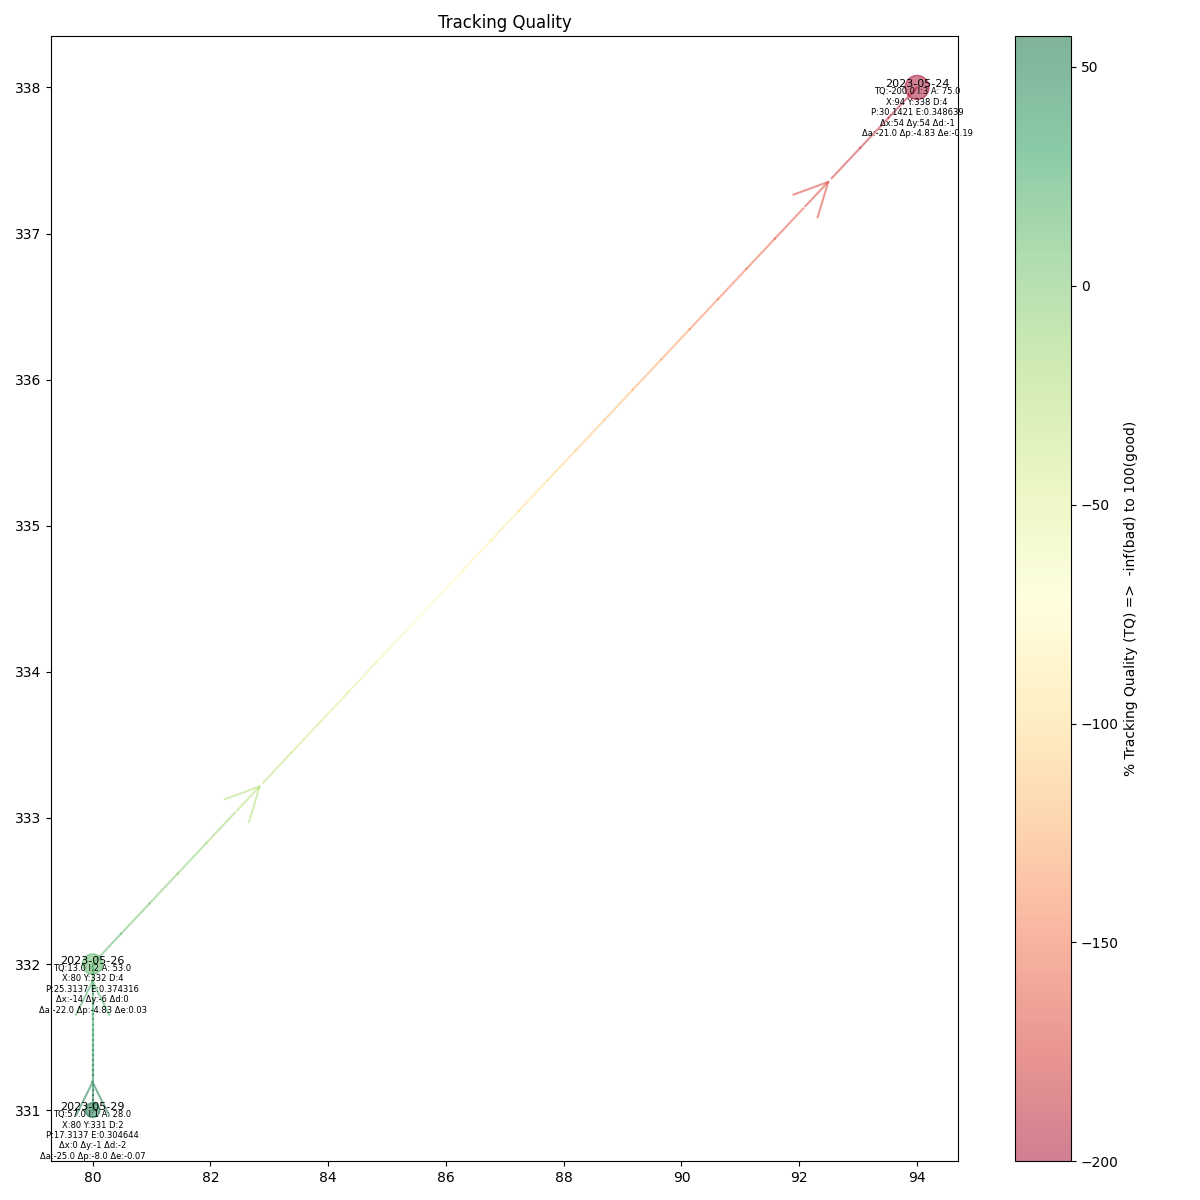 Tracking Quality
338
337
336
335
334
333
332
331
80
82
84
86
88
90
92
94
2023-05-24
TQ:-200.0 I:3 A: 75.0
X:94 Y:338 D:4
P:30.1421 E:0.348639
Δx:54 Δy:54 Δd:-1
Δa:-21.0 Δp:-4.83 Δe:-0.19
2023-05-26
TQ:13.0 I:2 A: 53.0
X:80 Y:332 D:4
P:25.3137 E:0.374316
Δx:-14 Δy:-6 Δd:0
Δa:-22.0 Δp:-4.83 Δe:0.03
2023-05-29
TQ:57.0 I:1 A: 28.0
X:80 Y:331 D:2
P:17.3137 E:0.304644
Δx:0 Δy:-1 Δd:-2
Δa:-25.0 Δp:-8.0 Δe:-0.07
50
0
−50
−100
−150
−200
% Tracking Quality (TQ) => -inf(bad) to 100(good)